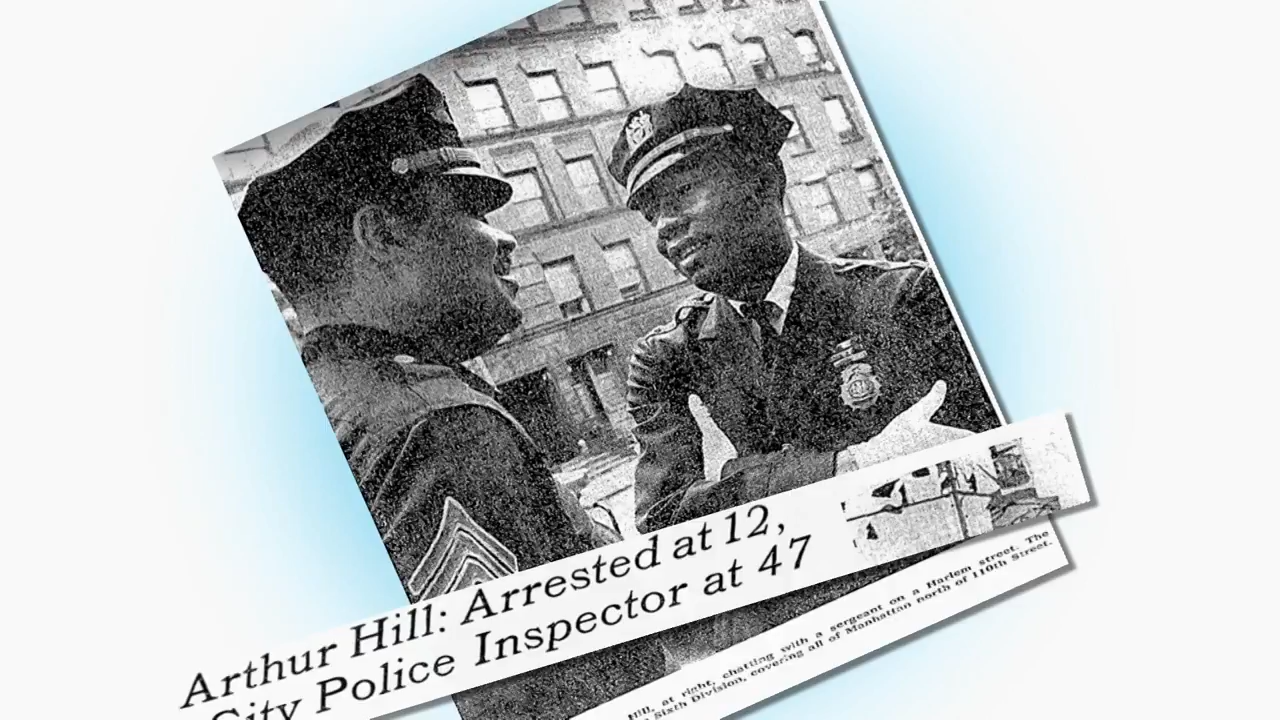 Arthur Hill: Arrested at 12,
City Police Inspector at 47
Hill, at right, chatting with a sergeant on a Harlem street. The
Sixth Division, covering all of Manhattan north of 110th Street.